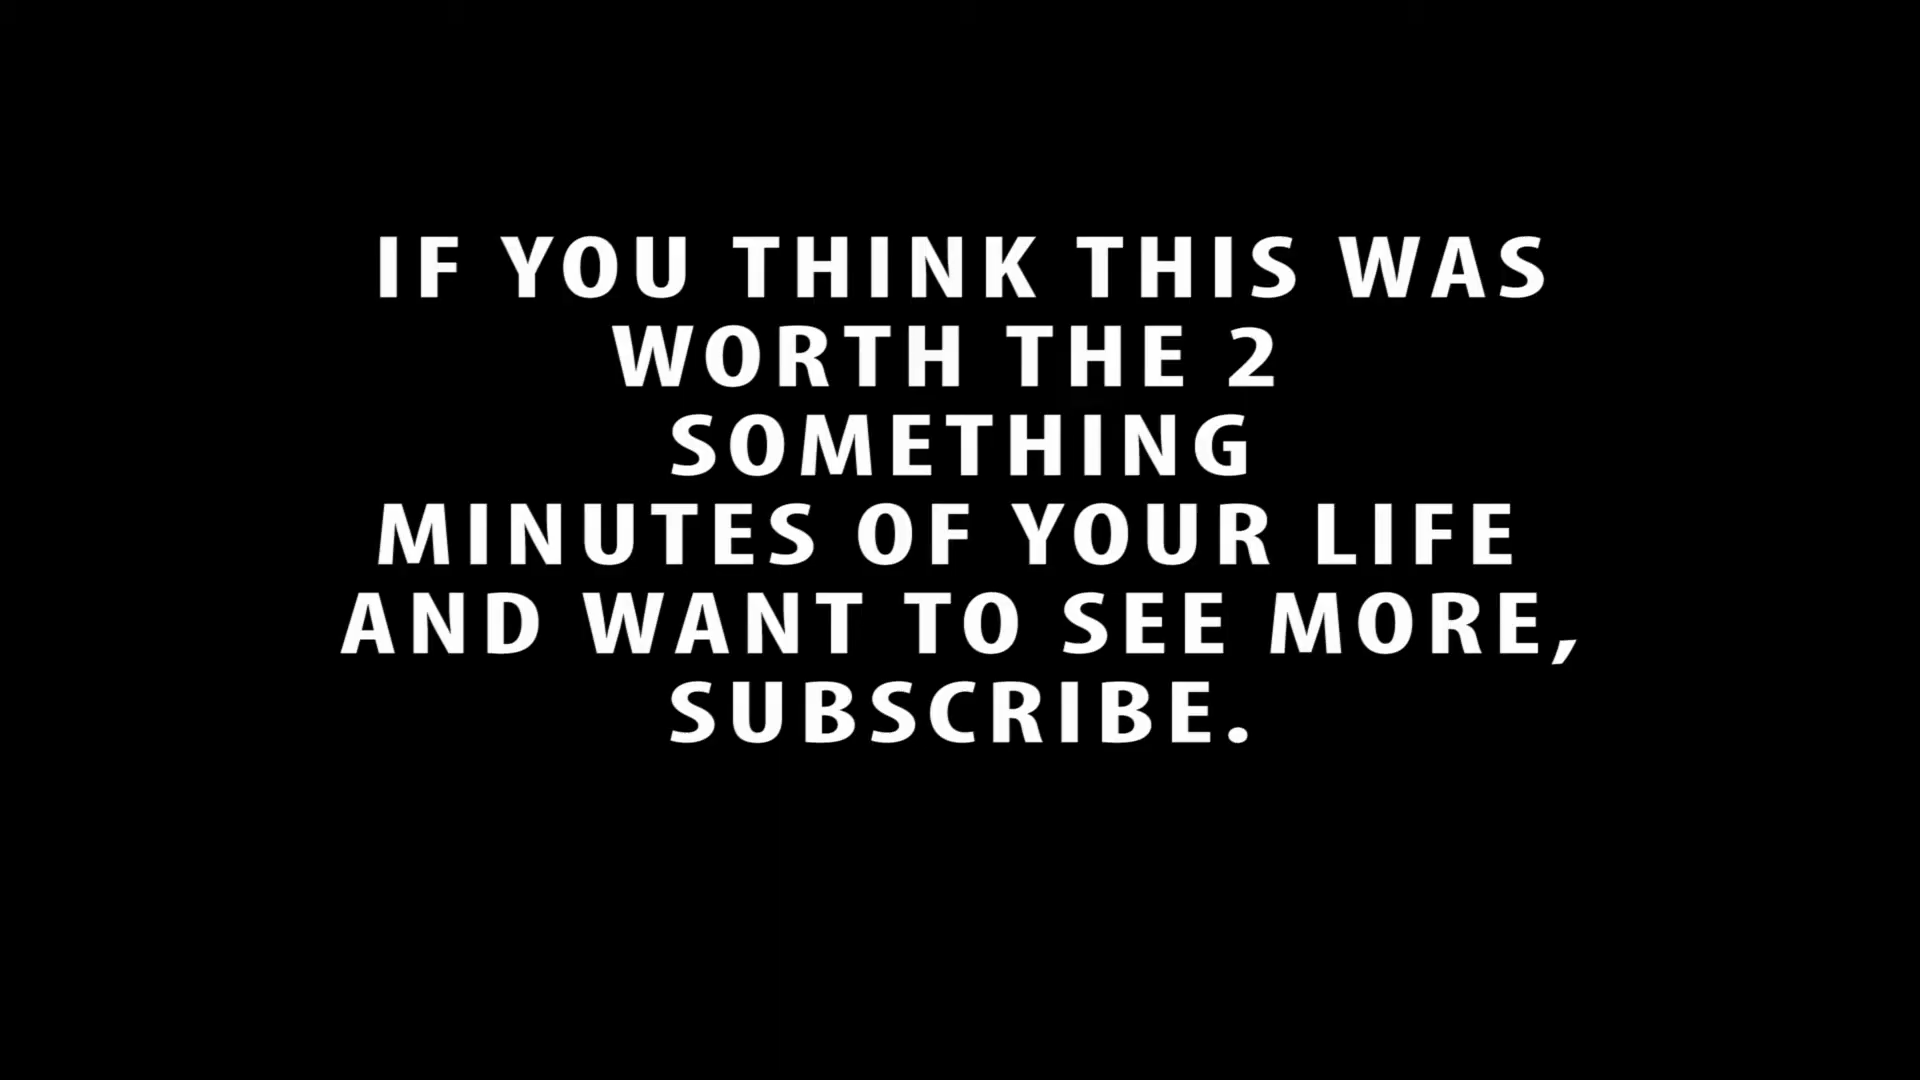 IF YOU THINK THIS WAS
WORTH THE 2
SOMETHING
MINUTES OF YOUR LIFE
AND WANT TO SEE MORE,
SUBSCRIBE.